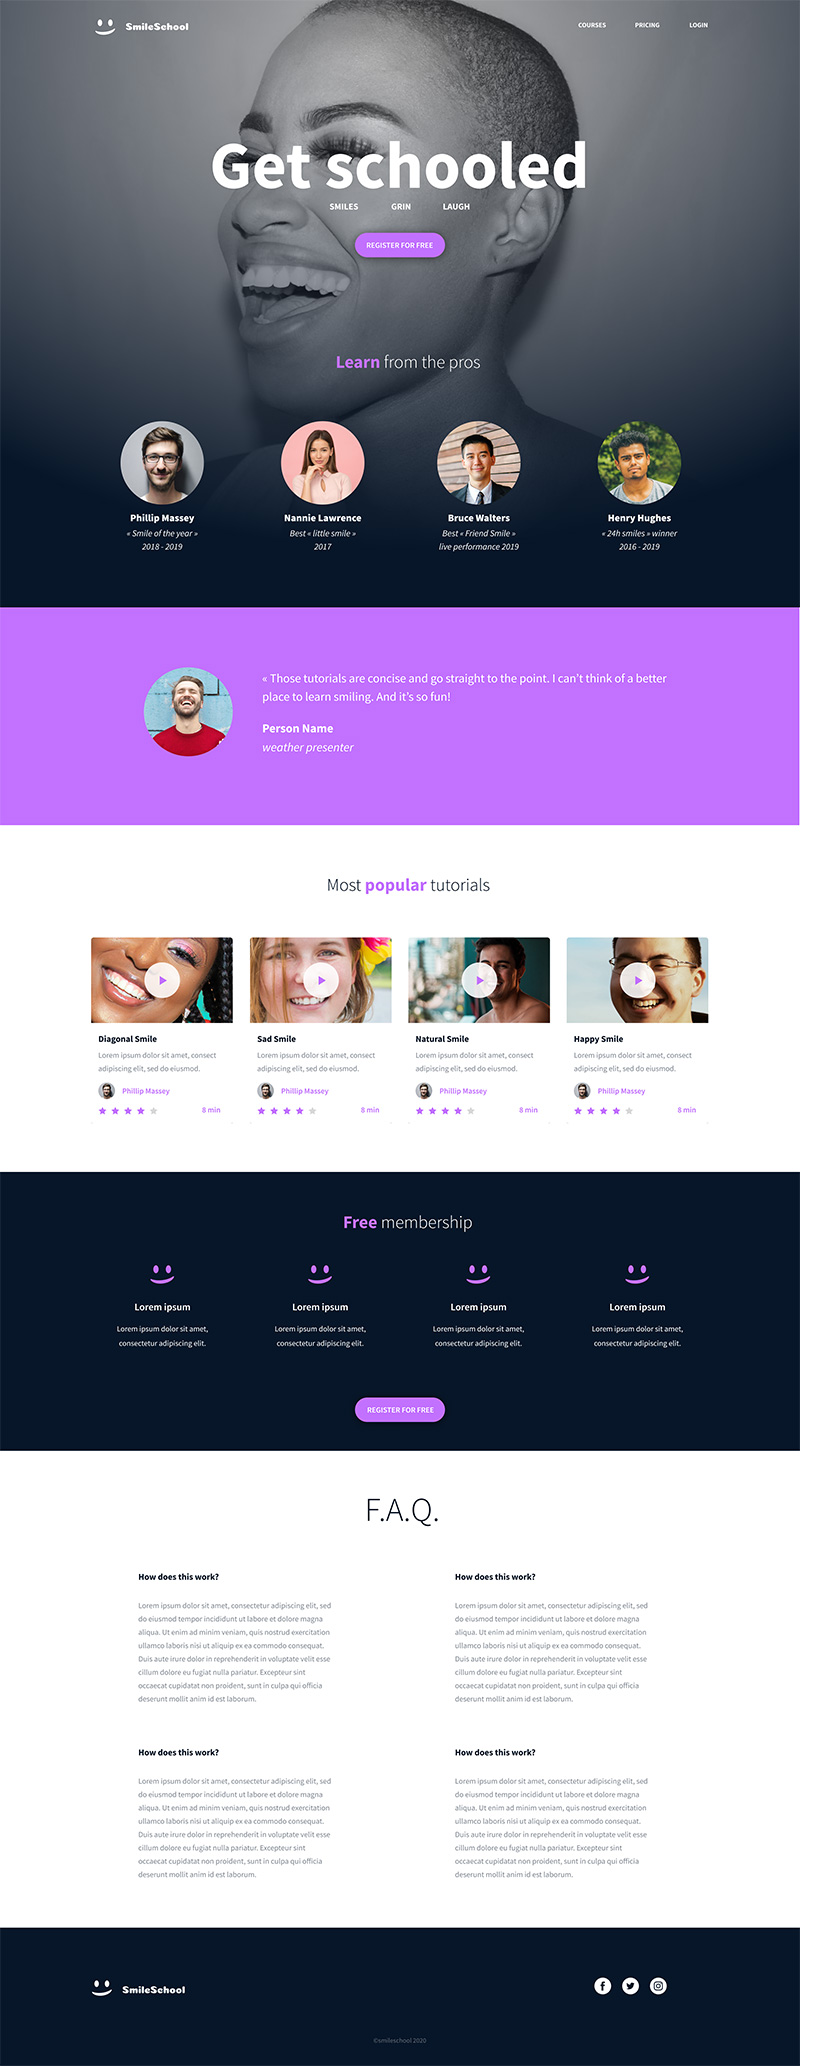 SmileSchool
COURSES PRICING LOGIN
Get schooled
SMILES GRIN LAUGH
REGISTER FOR FREE
Learn from the pros
Phillip Massey
« Smile of the year »
2018 - 2019
Nannie Lawrence
Best « little smile »
2017
Bruce Walters
Best « Friend Smile »
live performance 2019
Henry Hughes
« 24h smiles » winner
2016 - 2019
« Those tutorials are concise and go straight to the point. I can’t think of a better
place to learn smiling. And it’s so fun!
Person Name
weather presenter
Most popular tutorials
Diagonal Smile
Lorem ipsum dolor sit amet, consect
adipiscing elit, sed do eiusmod.
Phillip Massey
8 min
Sad Smile
Lorem ipsum dolor sit amet, consect
adipiscing elit, sed do eiusmod.
Phillip Massey
8 min
Natural Smile
Lorem ipsum dolor sit amet, consect
adipiscing elit, sed do eiusmod.
Phillip Massey
8 min
Happy Smile
Lorem ipsum dolor sit amet, consect
adipiscing elit, sed do eiusmod.
Phillip Massey
8 min
Free membership
Lorem ipsum
Lorem ipsum dolor sit amet,
consectetur adipiscing elit.
Lorem ipsum
Lorem ipsum dolor sit amet,
consectetur adipiscing elit.
Lorem ipsum
Lorem ipsum dolor sit amet,
consectetur adipiscing elit.
Lorem ipsum
Lorem ipsum dolor sit amet,
consectetur adipiscing elit.
REGISTER FOR FREE
F.A.Q.
How does this work?
Lorem ipsum dolor sit amet, consectetur adipiscing elit, sed
do eiusmod tempor incididunt ut labore et dolore magna
aliqua. Ut enim ad minim veniam, quis nostrud exercitation
ullamco laboris nisi ut aliquip ex ea commodo consequat.
Duis aute irure dolor in reprehenderit in voluptate velit esse
cillum dolore eu fugiat nulla pariatur. Excepteur sint
occaecat cupidatat non proident, sunt in culpa qui officia
deserunt mollit anim id est laborum.
How does this work?
Lorem ipsum dolor sit amet, consectetur adipiscing elit, sed
do eiusmod tempor incididunt ut labore et dolore magna
aliqua. Ut enim ad minim veniam, quis nostrud exercitation
ullamco laboris nisi ut aliquip ex ea commodo consequat.
Duis aute irure dolor in reprehenderit in voluptate velit esse
cillum dolore eu fugiat nulla pariatur. Excepteur sint
occaecat cupidatat non proident, sunt in culpa qui officia
deserunt mollit anim id est laborum.
How does this work?
Lorem ipsum dolor sit amet, consectetur adipiscing elit, sed
do eiusmod tempor incididunt ut labore et dolore magna
aliqua. Ut enim ad minim veniam, quis nostrud exercitation
ullamco laboris nisi ut aliquip ex ea commodo consequat.
Duis aute irure dolor in reprehenderit in voluptate velit esse
cillum dolore eu fugiat nulla pariatur. Excepteur sint
occaecat cupidatat non proident, sunt in culpa qui officia
deserunt mollit anim id est laborum.
How does this work?
Lorem ipsum dolor sit amet, consectetur adipiscing elit, sed
do eiusmod tempor incididunt ut labore et dolore magna
aliqua. Ut enim ad minim veniam, quis nostrud exercitation
ullamco laboris nisi ut aliquip ex ea commodo consequat.
Duis aute irure dolor in reprehenderit in voluptate velit esse
cillum dolore eu fugiat nulla pariatur. Excepteur sint
occaecat cupidatat non proident, sunt in culpa qui officia
deserunt mollit anim id est laborum.
SmileSchool
©smileschool 2020